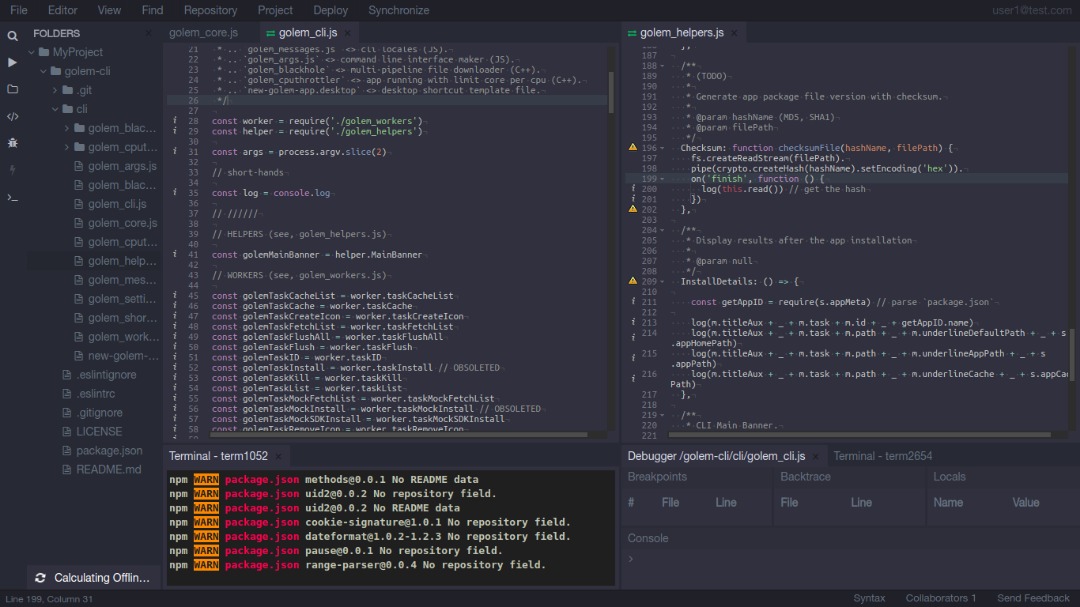 File Editor View Find Repository Project Deploy Synchronize user1@test.com
FOLDERS
MyProject
golem-cli
.git
cli
golem_blac...
golem_cput...
golem_args.js
golem_blac...
golem_cli.js
golem_core.js
golem_cput...
golem_help...
golem_mes...
golem_setti...
golem_shor...
golem_work...
new-golem-...
.eslintignore
.eslintrc
.gitignore
LICENSE
package.json
README.md
Calculating Offlin...
golem_core.js golem_cli.js
21 * .. `golem_messages.js` <> cli locales (JS).
22 * .. `golem_args.js` <> command line interface maker (JS).
23 * .. `golem_blackhole` <> multi-pipeline file downloader (C++).
24 * .. `golem_cputhrottler` <> app running with limit core per cpu (C++).
25 * .. `new-golem-app.desktop` <> desktop shortcut template file.
26 */
27
28 const worker = require('./golem_workers')
29 const helper = require('./golem_helpers')
30
31 const args = process.argv.slice(2)
32
33 // short-hands
34
35 const log = console.log
36
37 // //////
38
39 // HELPERS (see, golem_helpers.js)
40
41 const golemMainBanner = helper.MainBanner
42
43 // WORKERS (see, golem_workers.js)
44
45 const golemTaskCacheList = worker.taskCacheList
46 const golemTaskCache = worker.taskCache
47 const golemTaskCreateIcon = worker.taskCreateIcon
48 const golemTaskFetchList = worker.taskFetchList
49 const golemTaskFlushAll = worker.taskFlushAll
50 const golemTaskFlush = worker.taskFlush
51 const golemTaskID = worker.taskID
52 const golemTaskInstall = worker.taskInstall // OBSOLETED
53 const golemTaskKill = worker.taskKill
54 const golemTaskList = worker.taskList
55 const golemTaskMockFetchList = worker.taskMockFetchList
56 const golemTaskMockInstall = worker.taskMockInstall // OBSOLETED
57 const golemTaskMockSDKInstall = worker.taskMockSDKInstall
58 const golemTaskRemoveIcon = worker.taskRemoveIcon
golem_helpers.js
187
188 /**
189 * (TODO)
190 *
191 * Generate app package file version with checksum.
192 *
193 * @param hashName (MD5, SHA1)
194 * @param filePath
195 */
196 Checksum: function checksumFile(hashName, filePath) {
197 fs.createReadStream(filePath).
198 pipe(crypto.createHash(hashName).setEncoding('hex')).
199 on('finish', function () {
200 log(this.read()) // get the hash
201 })
202 },
203
204 /**
205 * Display results after the app installation
206 *
207 * @param null
208 */
209 InstallDetails: () => {
210
211 const getAppID = require(s.appMeta) // parse `package.json`
212
213 log(m.titleAux + _ + m.task + m.id + _ + getAppID.name)
214 log(m.titleAux + _ + m.task + m.path + _ + m.underlineDefaultPath + _ + s
.appHomePath)
215 log(m.titleAux + _ + m.task + m.path + _ + m.underlineAppPath + _ + s
.appPath)
216 log(m.titleAux + _ + m.task + m.path + _ + m.underlineCache + _ + s.appCac
Path)
217 },
218
219 /**
220 * CLI Main Banner.
221
Terminal - term1052
npm WARN package.json methods@0.0.1 No README data
npm WARN package.json uid2@0.0.2 No repository field.
npm WARN package.json uid2@0.0.2 No README data
npm WARN package.json cookie-signature@1.0.1 No repository field.
npm WARN package.json dateformat@1.0.2-1.2.3 No repository field.
npm WARN package.json pause@0.0.1 No repository field.
npm WARN package.json range-parser@0.0.4 No repository field.
Debugger /golem-cli/cli/golem_cli.js Terminal - term2654
Breakpoints Backtrace Locals
# File Line File Line Name Value
Console
>
Line 199, Column 31 Syntax Collaborators 1 Send Feedback